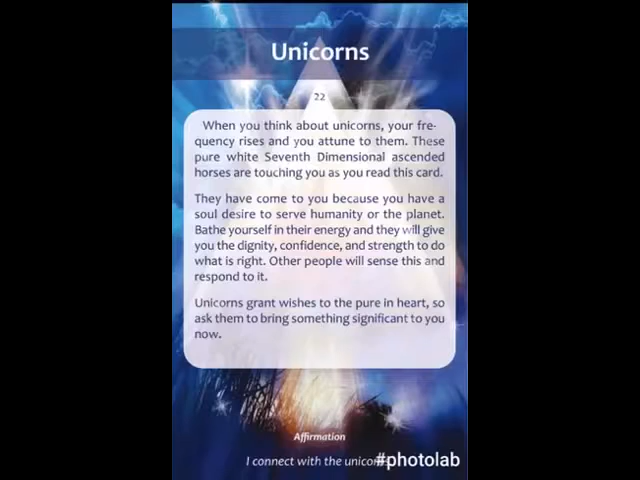 Unicorns
22
When you think about unicorns, your fre-
quency rises and you attune to them. These
pure white Seventh Dimensional ascended
horses are touching you as you read this card.
They have come to you because you have a
soul desire to serve humanity or the planet.
Bathe yourself in their energy and they will give
you the dignity, confidence, and strength to do
what is right. Other people will sense this and
respond to it.
Unicorns grant wishes to the pure in heart, so
ask them to bring something significant to you
now.
Affirmation
I connect with the
#photolab